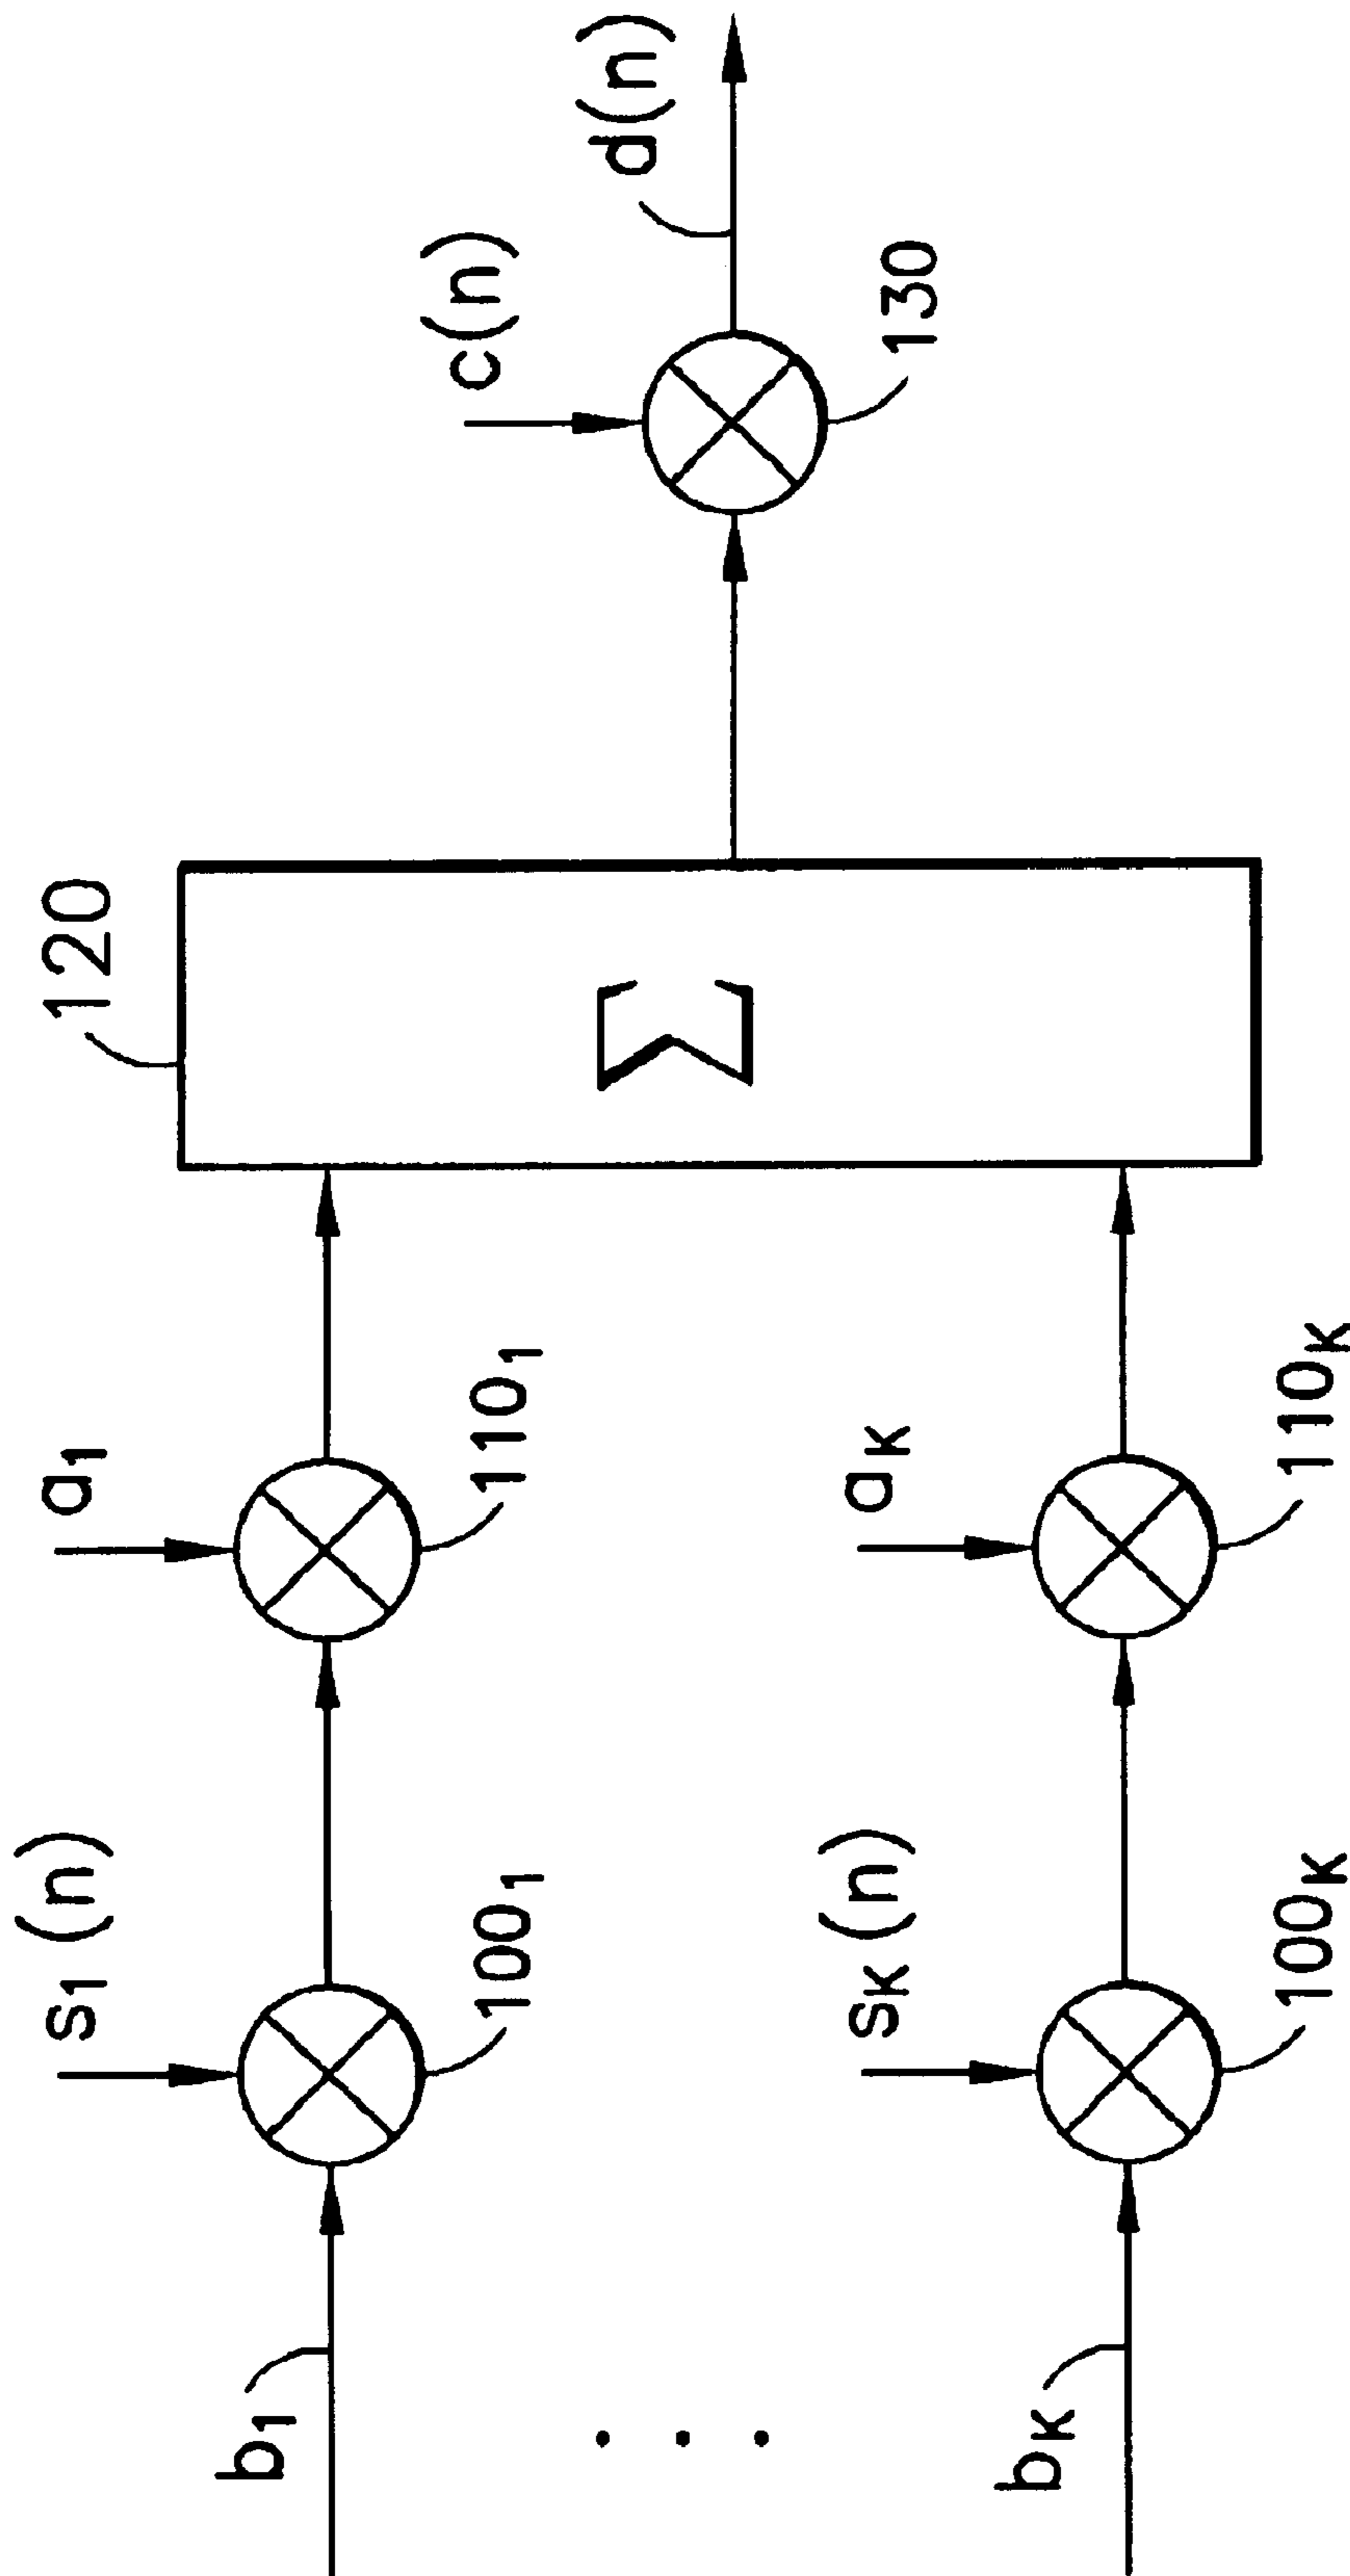 s₁(n)
a₁
120
b₁
100₁
110₁
Σ
c(n)
d(n)
130
. . .
sₖ(n)
aₖ
bₖ
100ₖ
110ₖ